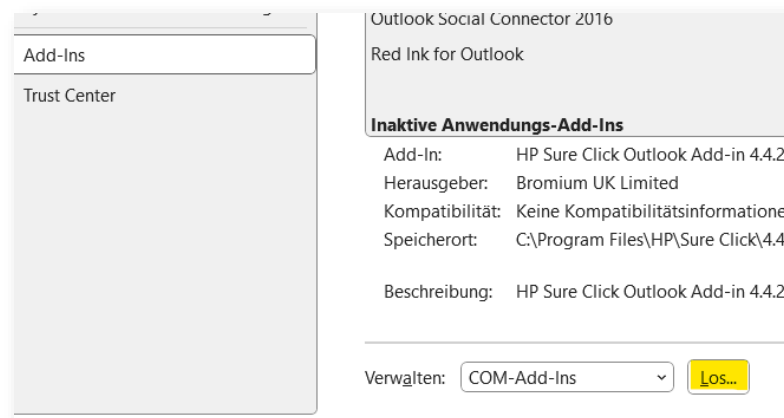 Outlook Social Connector 2016
Add-Ins
Red Ink for Outlook
Trust Center
Inaktive Anwendungs-Add-Ins
Add-In: HP Sure Click Outlook Add-in 4.4.2
Herausgeber: Bromium UK Limited
Kompatibilität: Keine Kompatibilitätsinformatione
Speicherort: C:\Program Files\HP\Sure Click\4.4
Beschreibung: HP Sure Click Outlook Add-in 4.4.2
Verwalten: COM-Add-Ins Los...